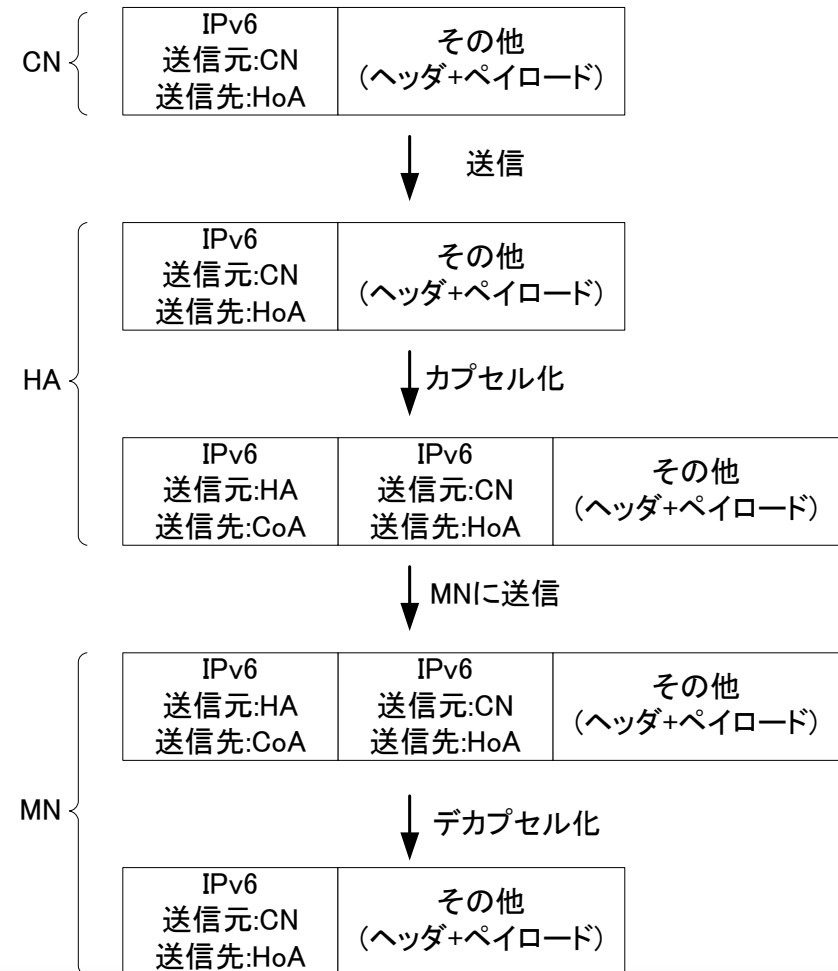 CN
IPv6
送信元:CN
送信先:HoA
その他
(ヘッダ+ペイロード)
送信
HA
IPv6
送信元:CN
送信先:HoA
その他
(ヘッダ+ペイロード)
カプセル化
IPv6
送信元:HA
送信先:CoA
IPv6
送信元:CN
送信先:HoA
その他
(ヘッダ+ペイロード)
MNに送信
MN
IPv6
送信元:HA
送信先:CoA
IPv6
送信元:CN
送信先:HoA
その他
(ヘッダ+ペイロード)
デカプセル化
IPv6
送信元:CN
送信先:HoA
その他
(ヘッダ+ペイロード)